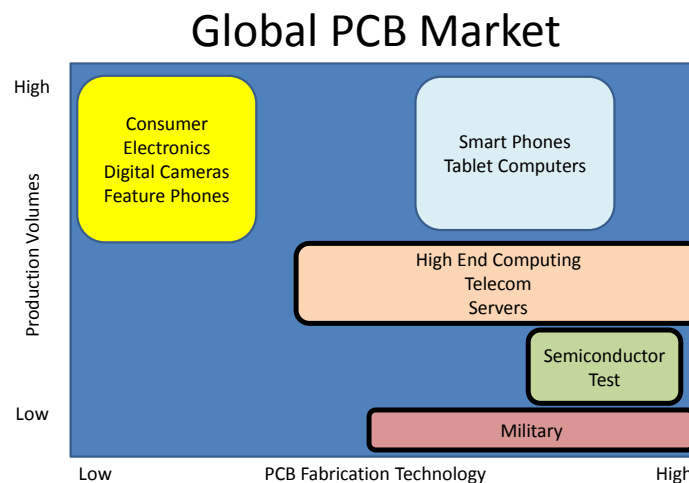 Global PCB Market
High
Production Volumes
Low
Consumer
Electronics
Digital Cameras
Feature Phones
Smart Phones
Tablet Computers
High End Computing
Telecom
Servers
Semiconductor
Test
Military
Low
PCB Fabrication Technology
High